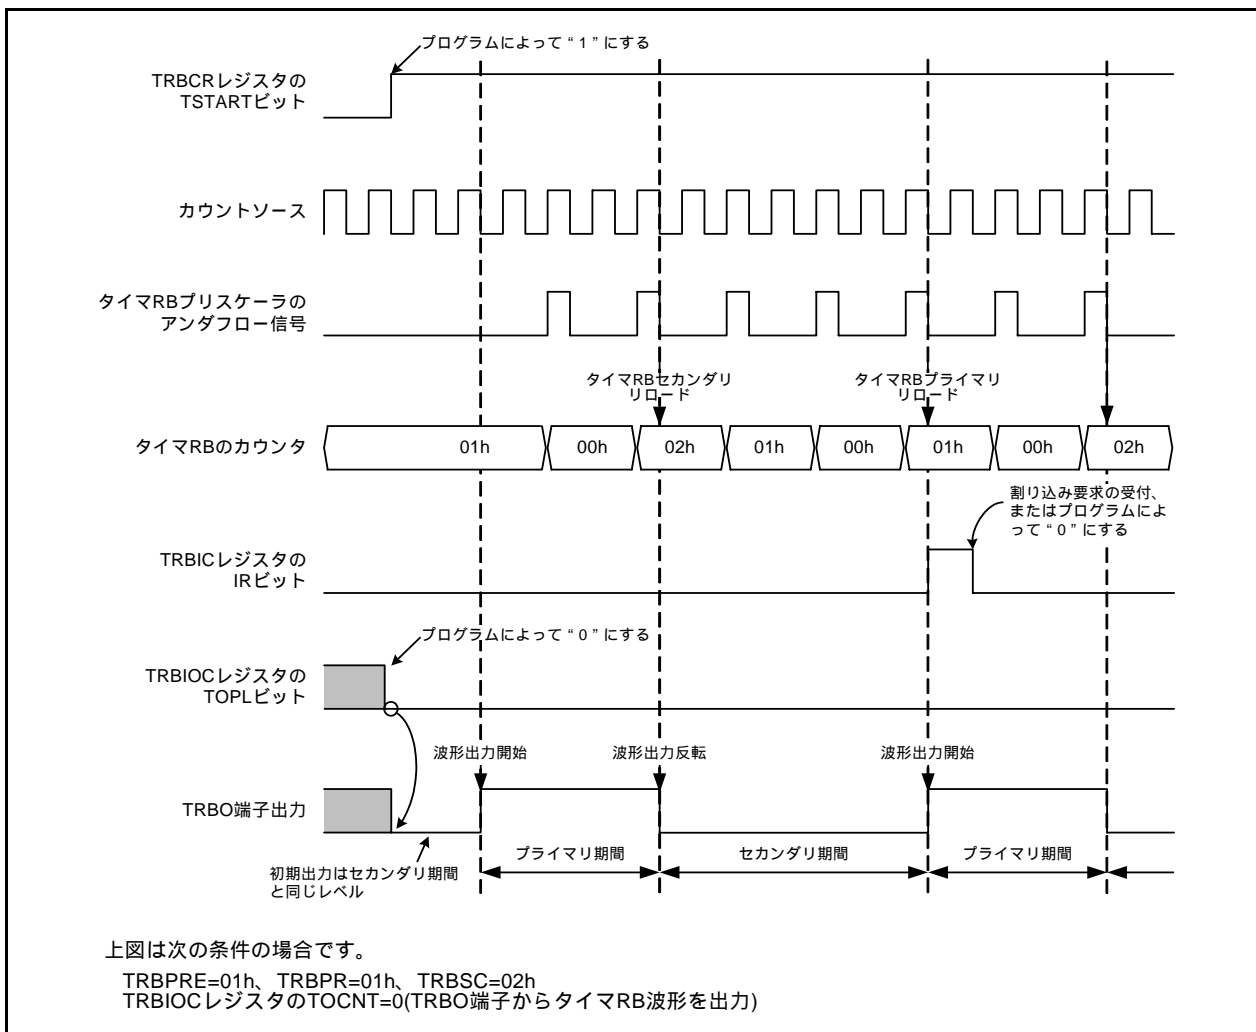 プログラムによって“1”にする
TRBCRレジスタの
TSTARTビット
カウントソース
タイマRBプリスケーラの
アンダフロー信号
タイマRBセカンダリ
リロード
タイマRBプライマリ
リロード
タイマRBのカウンタ
01h
00h
02h
01h
00h
01h
00h
02h
割り込み要求の受付、
またはプログラムによ
って“0”にする
TRBICレジスタの
IRビット
プログラムによって“0”にする
TRBIOCレジスタの
TOPLビット
波形出力開始
波形出力反転
波形出力開始
TRBO端子出力
初期出力はセカンダリ期間
と同じレベル
プライマリ期間
セカンダリ期間
プライマリ期間
上図は次の条件の場合です。
TRBPRE=01h、TRBPR=01h、TRBSC=02h
TRBIOCレジスタのTOCNT=0(TRBO端子からタイマRB波形を出力)